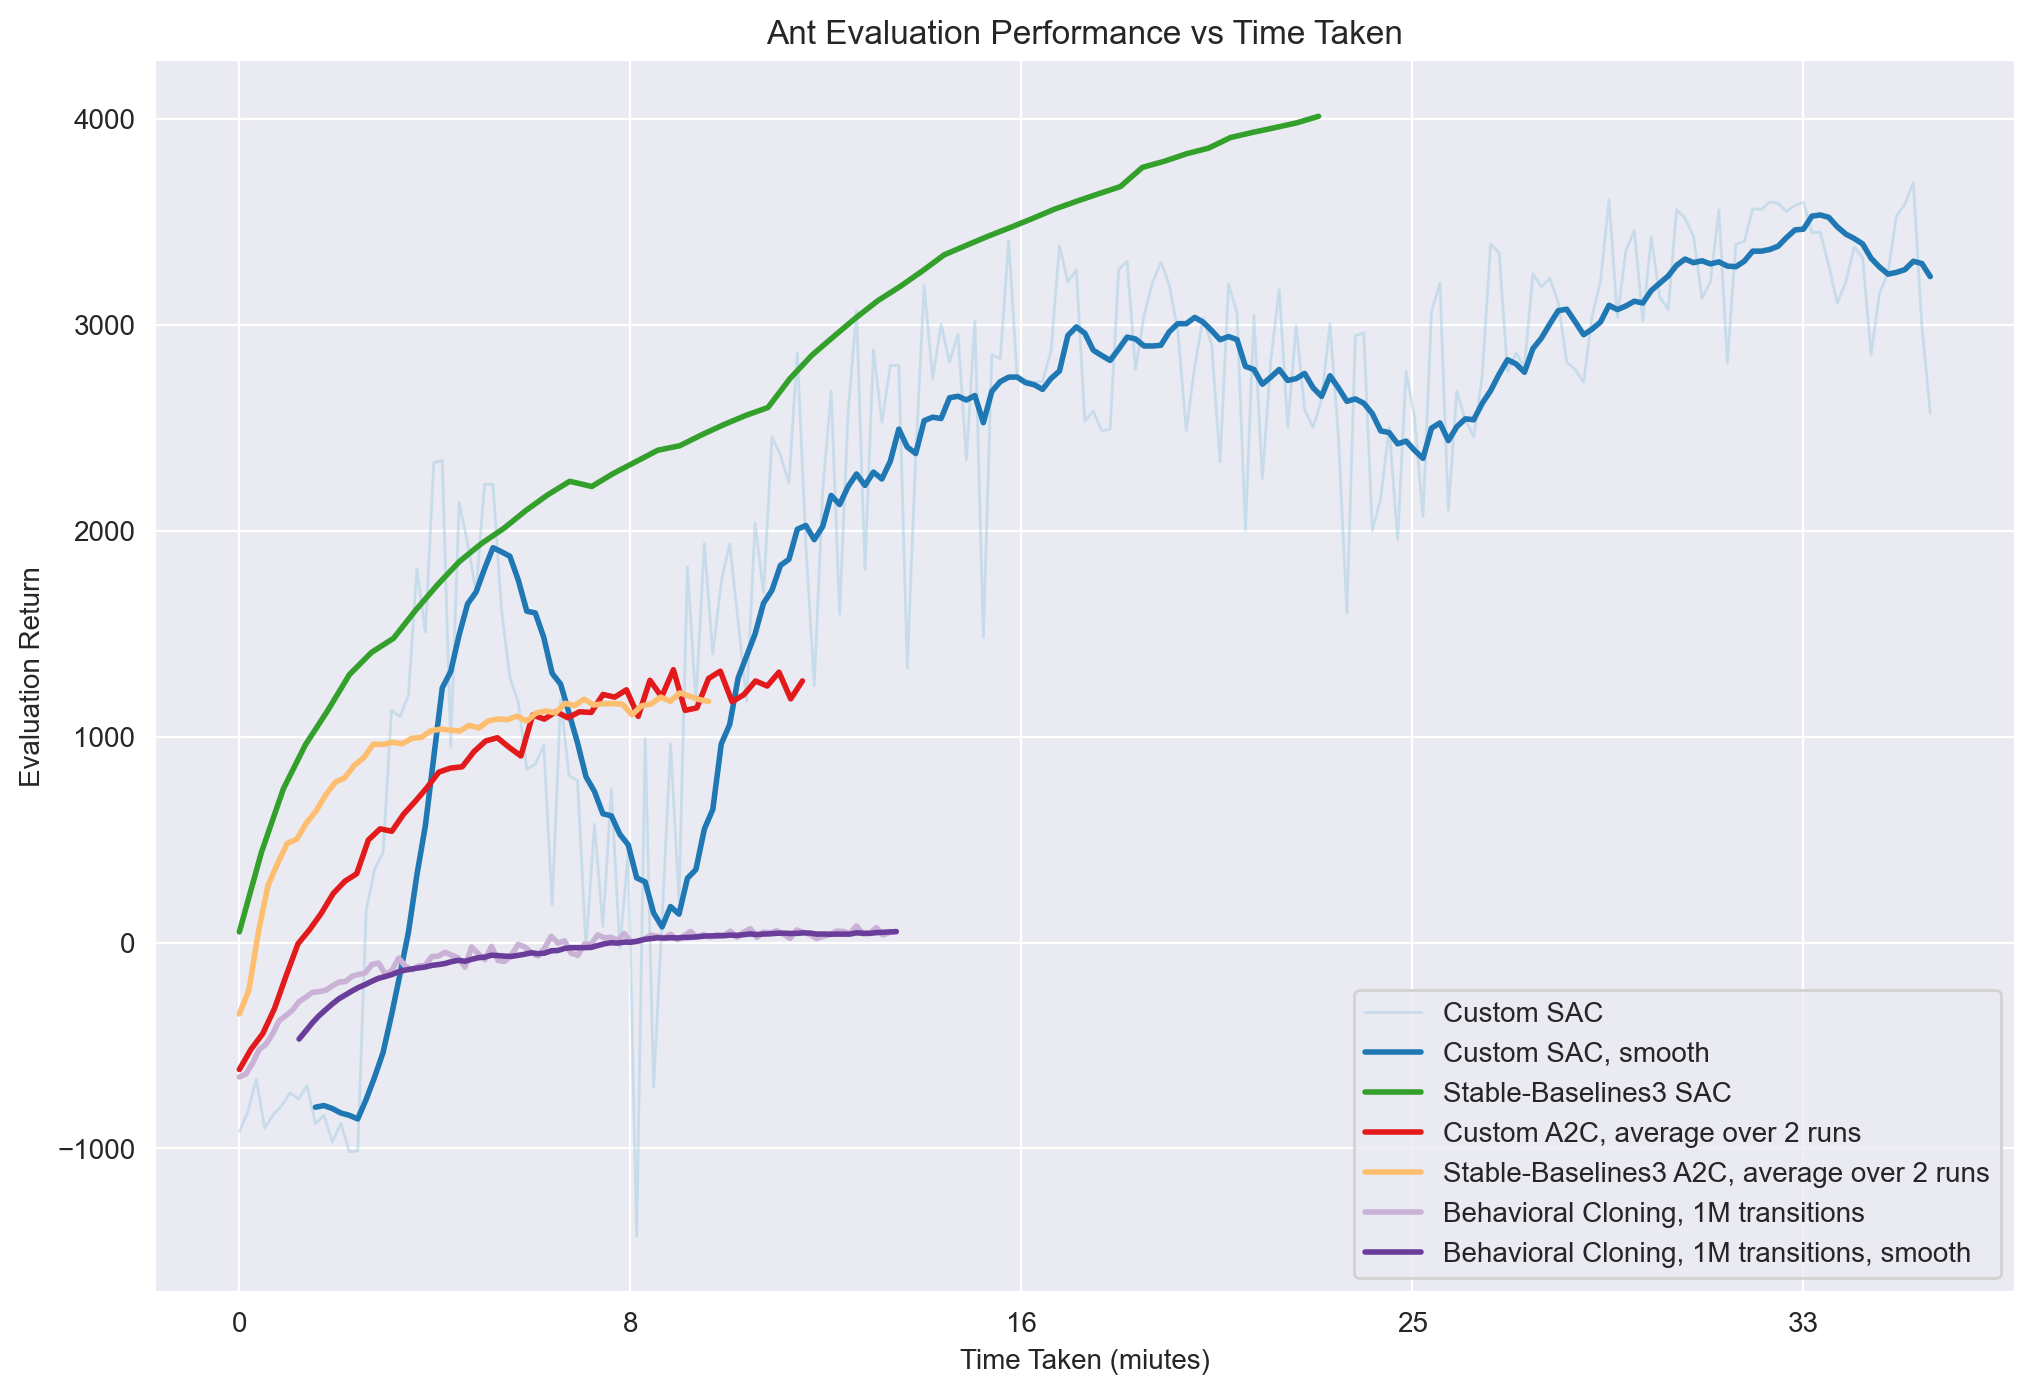 Ant Evaluation Performance vs Time Taken
4000
3000
2000
1000
0
−1000
Evaluation Return
0 8 16 25 33
Time Taken (miutes)
Custom SAC
Custom SAC, smooth
Stable-Baselines3 SAC
Custom A2C, average over 2 runs
Stable-Baselines3 A2C, average over 2 runs
Behavioral Cloning, 1M transitions
Behavioral Cloning, 1M transitions, smooth